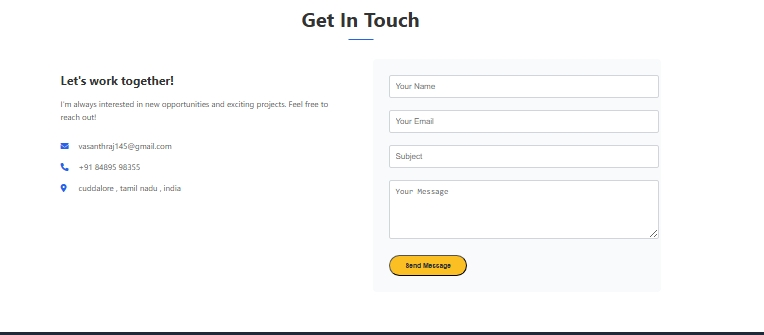 Get In Touch
Let's work together!
I'm always interested in new opportunities and exciting projects. Feel free to
reach out!
vasanthraj145@gmail.com
+91 84895 98355
cuddalore , tamil nadu , india
Your Name
Your Email
Subject
Your Message
Send Message